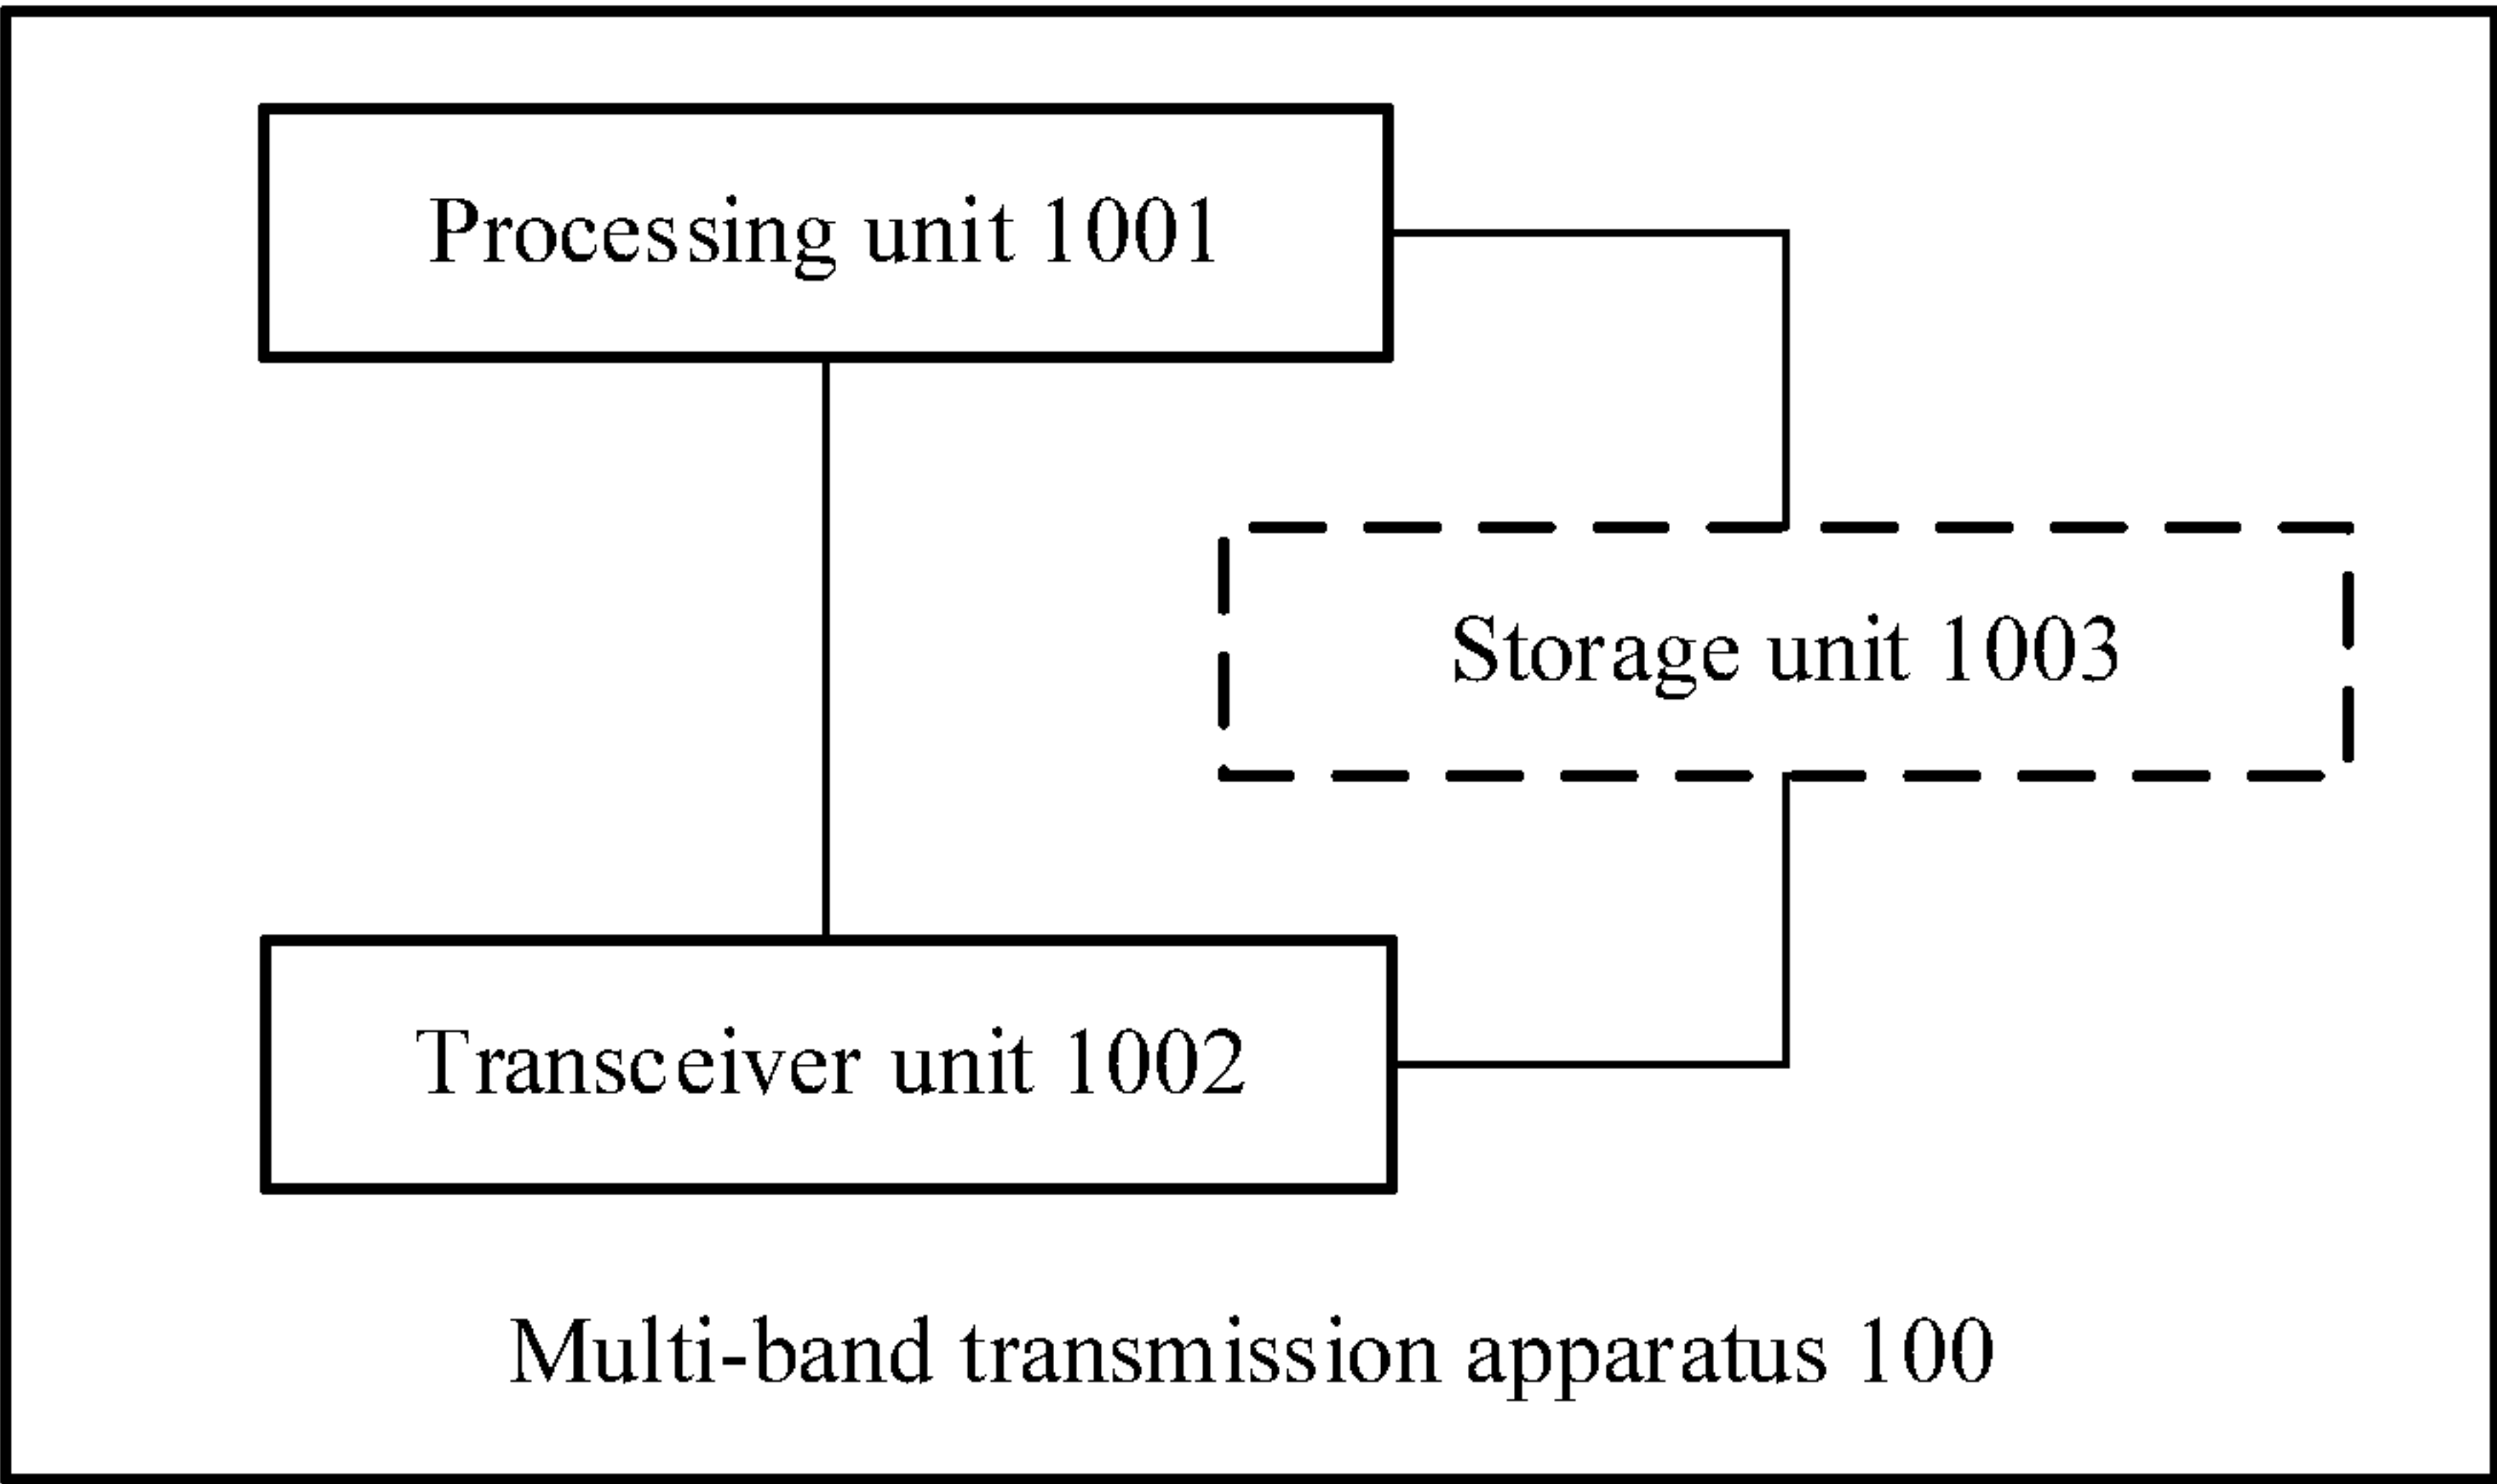 Processing unit 1001
Storage unit 1003
Transceiver unit 1002
Multi-band transmission apparatus 100